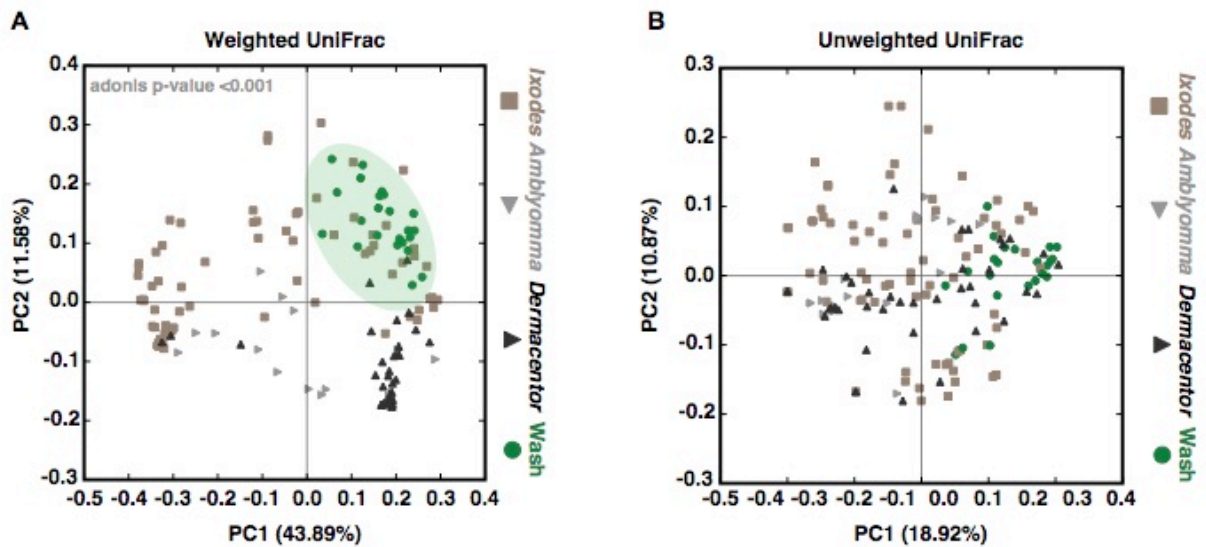 A
Weighted UniFrac
adonis p-value <0.001
PC2 (11.58%)
0.4
0.3
0.2
0.1
0.0
-0.1
-0.2
-0.3
-0.5 -0.4 -0.3 -0.2 -0.1 0.0 0.1 0.2 0.3 0.4
PC1 (43.89%)
Ixodes Amblyomma Dermacentor Wash
B
Unweighted UniFrac
PC2 (10.87%)
0.3
0.2
0.1
0.0
-0.1
-0.2
-0.3
-0.5 -0.4 -0.3 -0.2 -0.1 0.0 0.1 0.2 0.3 0.4
PC1 (18.92%)
Ixodes Amblyomma Dermacentor Wash